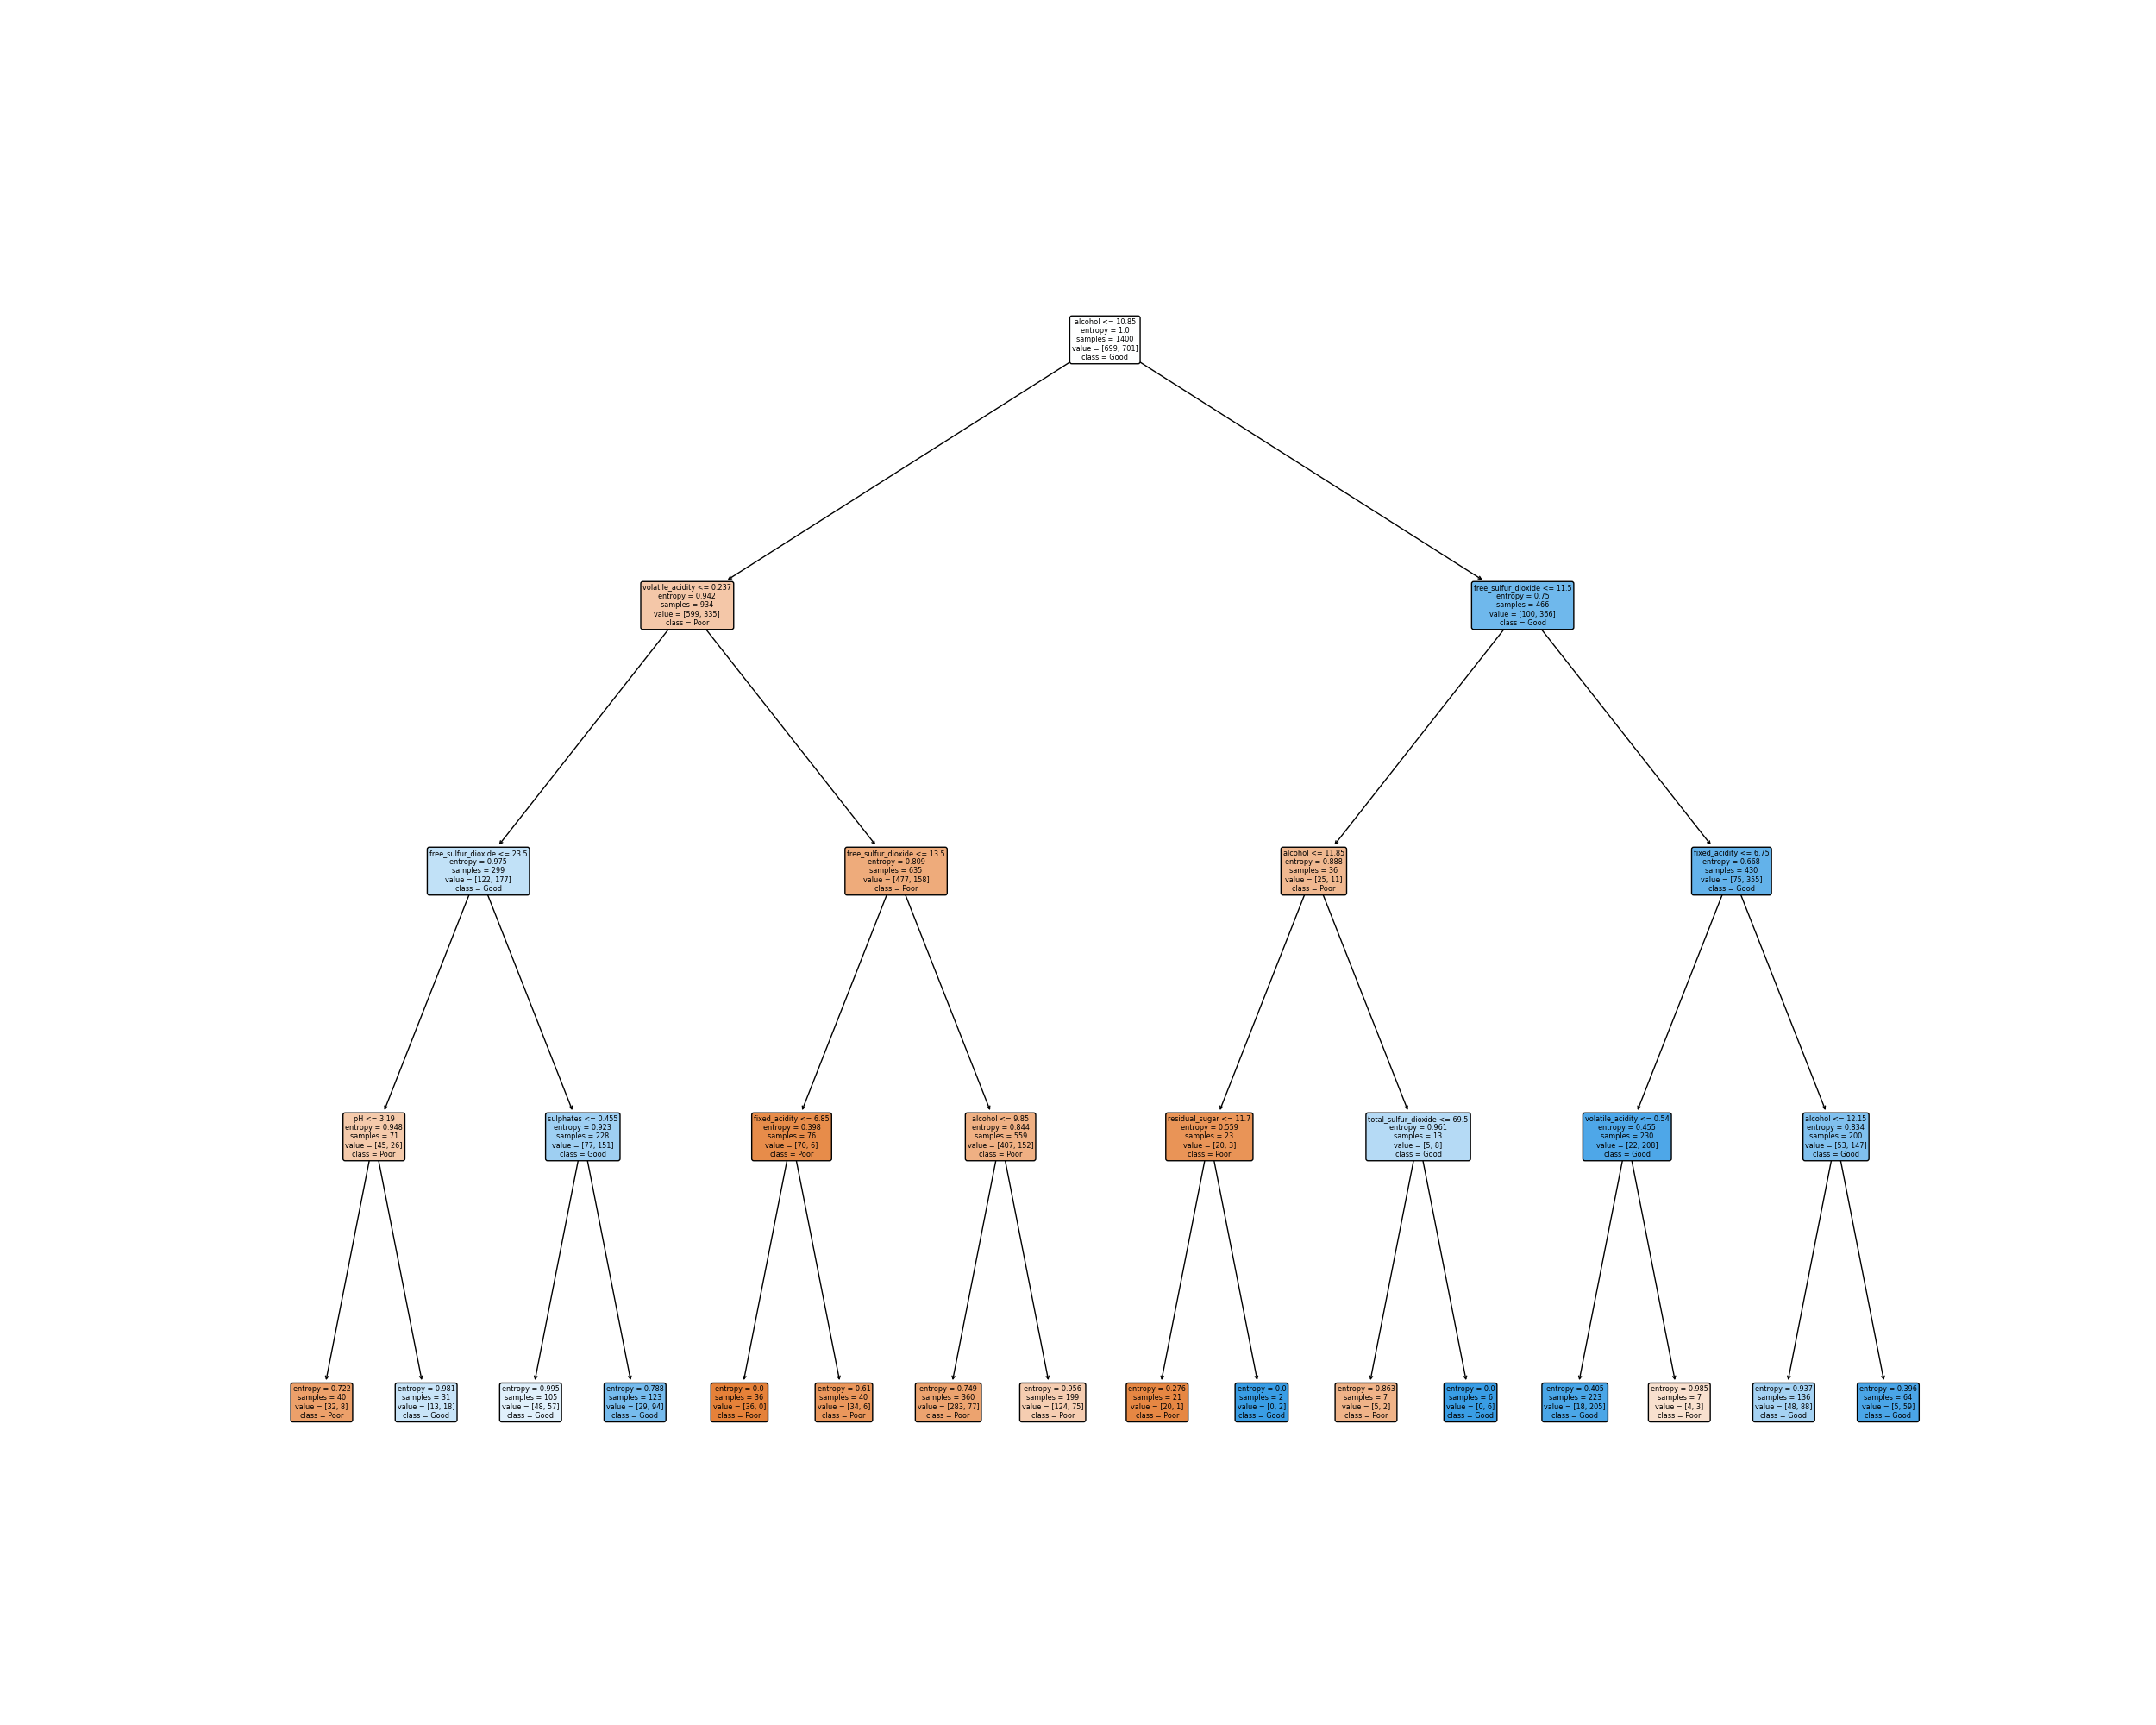 alcohol <= 10.85
entropy = 1.0
samples = 1400
value = [699, 701]
class = Good
volatile_acidity <= 0.237
entropy = 0.942
samples = 934
value = [599, 335]
class = Poor
free_sulfur_dioxide <= 11.5
entropy = 0.75
samples = 466
value = [100, 366]
class = Good
free_sulfur_dioxide <= 23.5
entropy = 0.975
samples = 299
value = [122, 177]
class = Good
free_sulfur_dioxide <= 13.5
entropy = 0.809
samples = 635
value = [477, 158]
class = Poor
alcohol <= 11.85
entropy = 0.888
samples = 36
value = [25, 11]
class = Poor
fixed_acidity <= 6.75
entropy = 0.668
samples = 430
value = [75, 355]
class = Good
pH <= 3.19
entropy = 0.948
samples = 71
value = [45, 26]
class = Poor
sulphates <= 0.455
entropy = 0.923
samples = 228
value = [77, 151]
class = Good
fixed_acidity <= 6.85
entropy = 0.398
samples = 76
value = [70, 6]
class = Poor
alcohol <= 9.85
entropy = 0.844
samples = 559
value = [407, 152]
class = Poor
residual_sugar <= 11.7
entropy = 0.559
samples = 23
value = [20, 3]
class = Poor
total_sulfur_dioxide <= 69.5
entropy = 0.961
samples = 13
value = [5, 8]
class = Good
volatile_acidity <= 0.54
entropy = 0.455
samples = 230
value = [22, 208]
class = Good
alcohol <= 12.15
entropy = 0.834
samples = 200
value = [53, 147]
class = Good
entropy = 0.722
samples = 40
value = [32, 8]
class = Poor
entropy = 0.981
samples = 31
value = [13, 18]
class = Good
entropy = 0.995
samples = 105
value = [48, 57]
class = Good
entropy = 0.788
samples = 123
value = [29, 94]
class = Good
entropy = 0.0
samples = 36
value = [36, 0]
class = Poor
entropy = 0.61
samples = 40
value = [34, 6]
class = Poor
entropy = 0.749
samples = 360
value = [283, 77]
class = Poor
entropy = 0.956
samples = 199
value = [124, 75]
class = Poor
entropy = 0.276
samples = 21
value = [20, 1]
class = Poor
entropy = 0.0
samples = 2
value = [0, 2]
class = Good
entropy = 0.863
samples = 7
value = [5, 2]
class = Poor
entropy = 0.0
samples = 6
value = [0, 6]
class = Good
entropy = 0.405
samples = 223
value = [18, 205]
class = Good
entropy = 0.985
samples = 7
value = [4, 3]
class = Poor
entropy = 0.937
samples = 136
value = [48, 88]
class = Good
entropy = 0.396
samples = 64
value = [5, 59]
class = Good